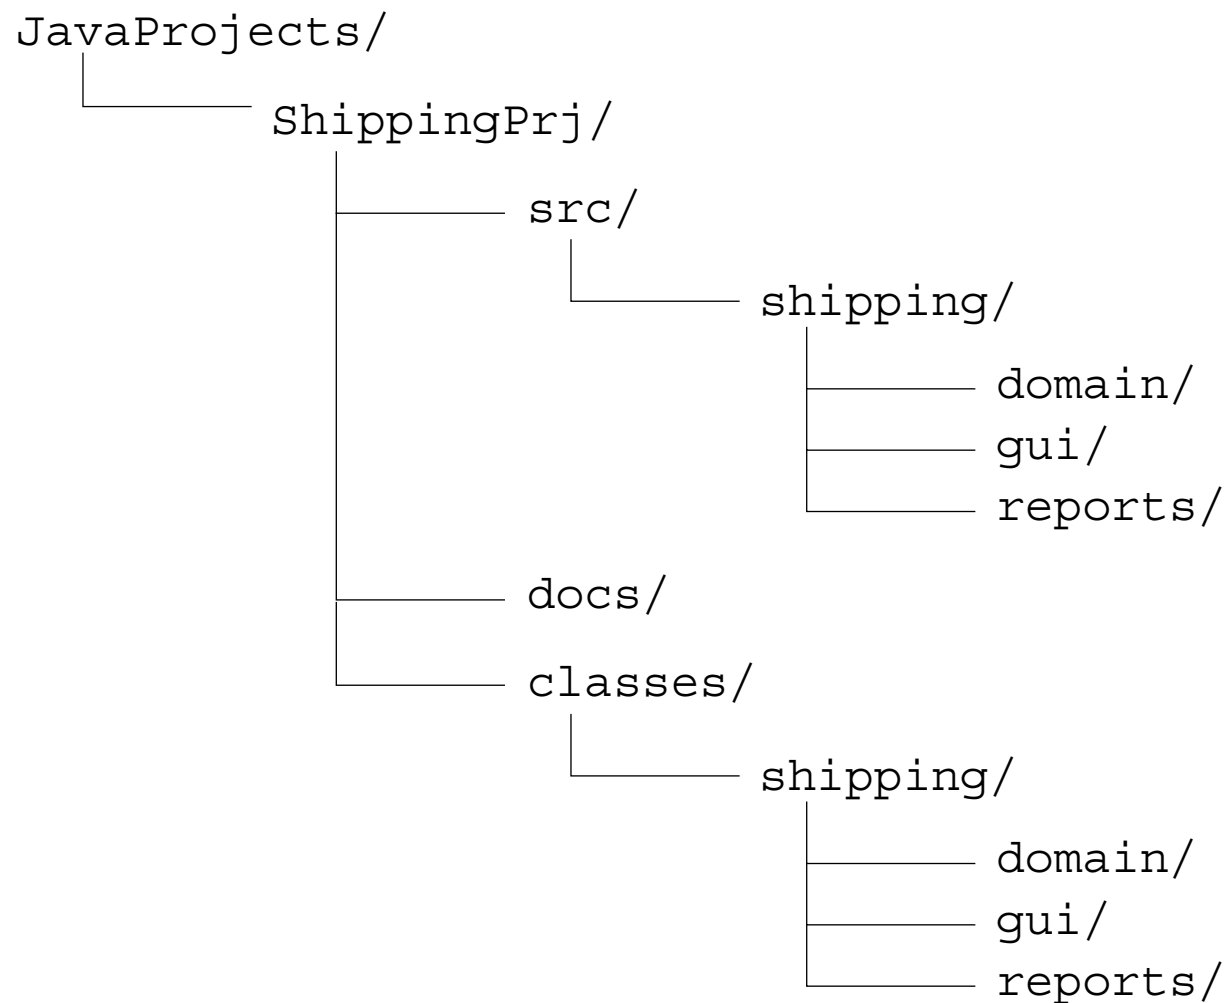 JavaProjects/
ShippingPrj/
src/
shipping/
domain/
gui/
reports/
docs/
classes/
shipping/
domain/
gui/
reports/